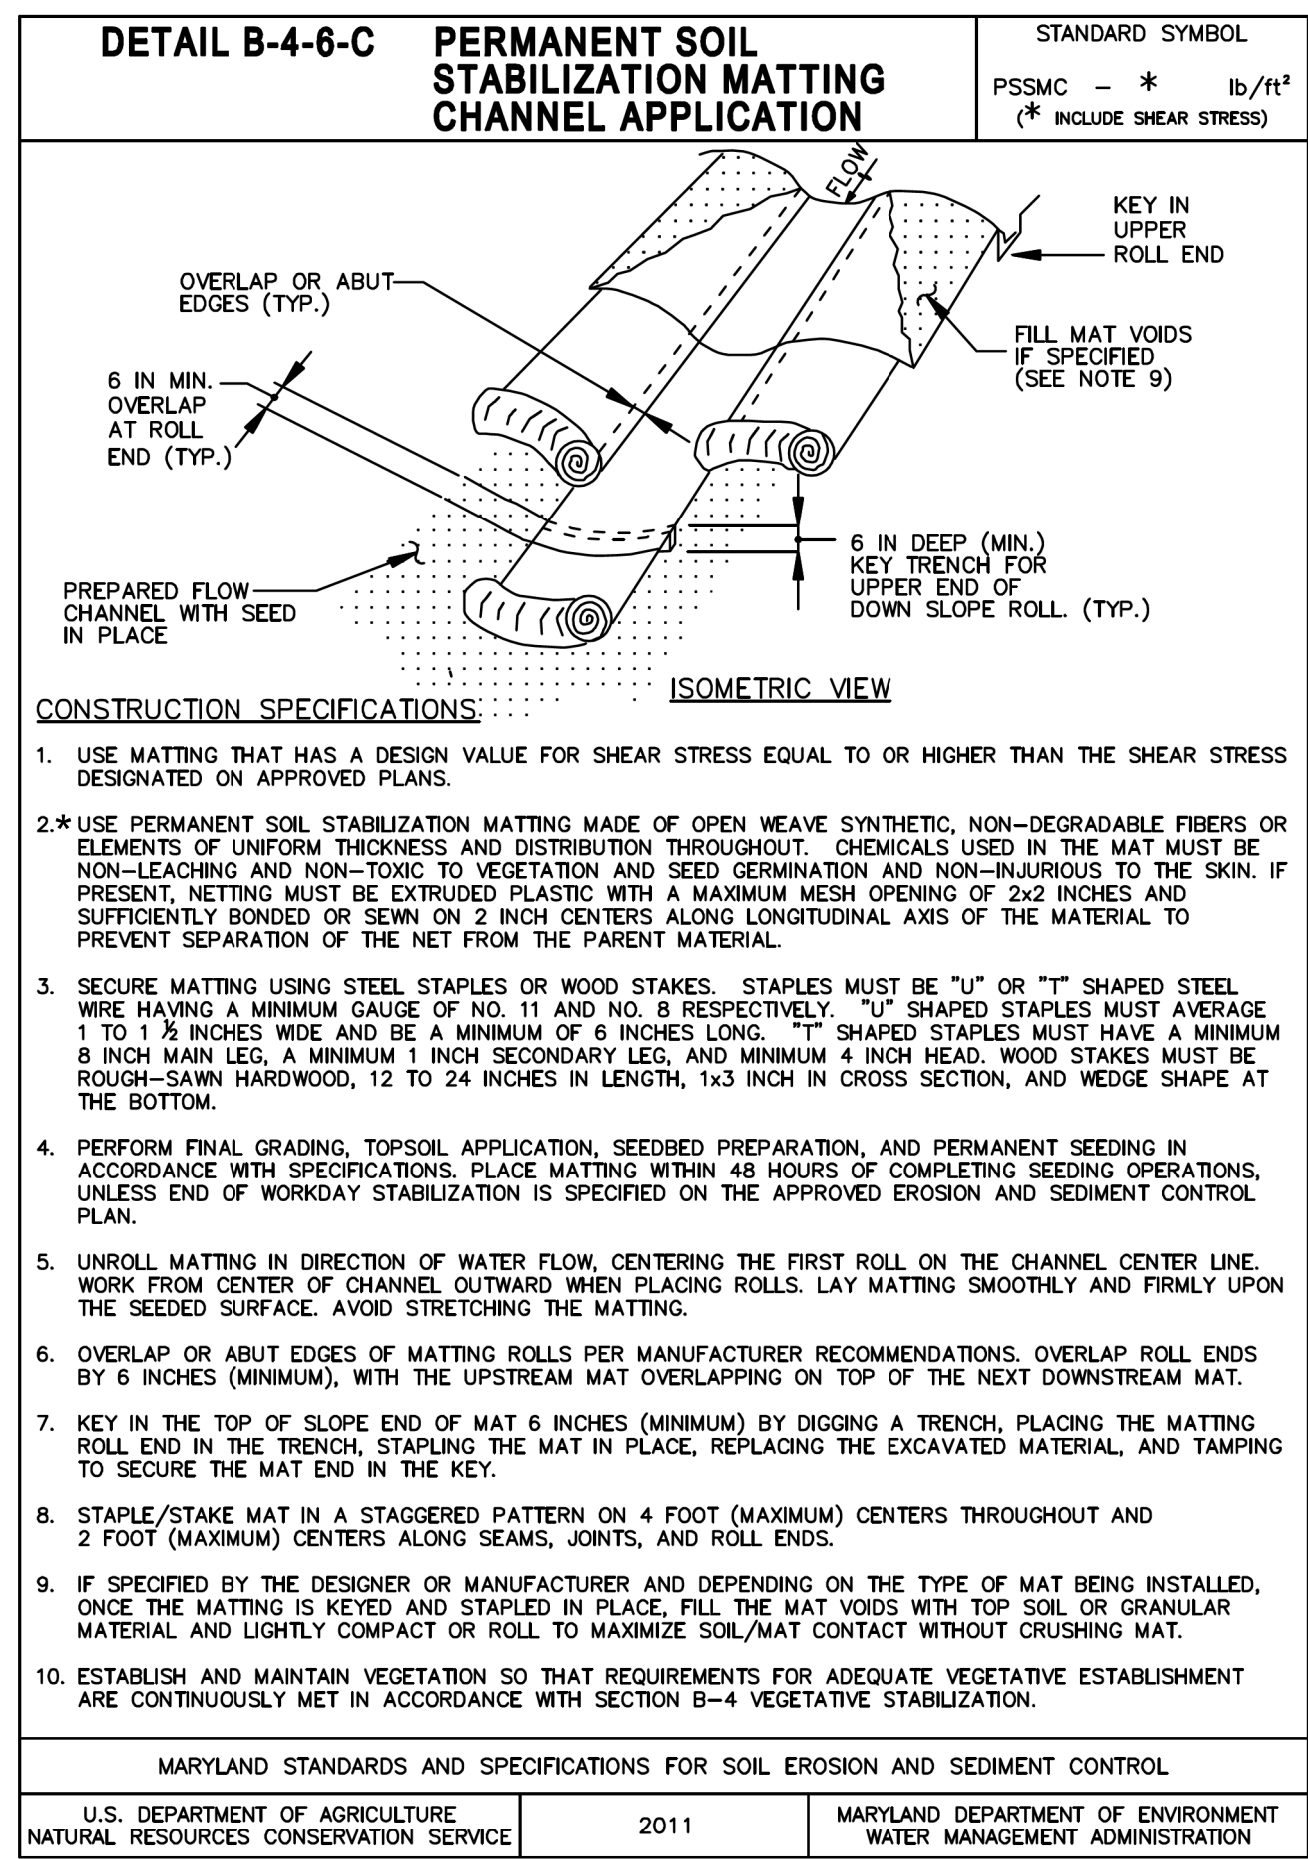 DETAIL B-4-6-C PERMANENT SOIL
STABILIZATION MATTING
CHANNEL APPLICATION
STANDARD SYMBOL
PSSMC - * lb/ft²
(* INCLUDE SHEAR STRESS)
FLOW
KEY IN
UPPER
ROLL END
OVERLAP OR ABUT
EDGES (TYP.)
FILL MAT VOIDS
IF SPECIFIED
(SEE NOTE 9)
6 IN MIN.
OVERLAP
AT ROLL
END (TYP.)
6 IN DEEP (MIN.)
KEY TRENCH FOR
UPPER END OF
DOWN SLOPE ROLL. (TYP.)
PREPARED FLOW
CHANNEL WITH SEED
IN PLACE
ISOMETRIC VIEW
CONSTRUCTION SPECIFICATIONS
1. USE MATTING THAT HAS A DESIGN VALUE FOR SHEAR STRESS EQUAL TO OR HIGHER THAN THE SHEAR STRESS
DESIGNATED ON APPROVED PLANS.
2.* USE PERMANENT SOIL STABILIZATION MATTING MADE OF OPEN WEAVE SYNTHETIC, NON-DEGRADABLE FIBERS OR
ELEMENTS OF UNIFORM THICKNESS AND DISTRIBUTION THROUGHOUT. CHEMICALS USED IN THE MAT MUST BE
NON-LEACHING AND NON-TOXIC TO VEGETATION AND SEED GERMINATION AND NON-INJURIOUS TO THE SKIN. IF
PRESENT, NETTING MUST BE EXTRUDED PLASTIC WITH A MAXIMUM MESH OPENING OF 2x2 INCHES AND
SUFFICIENTLY BONDED OR SEWN ON 2 INCH CENTERS ALONG LONGITUDINAL AXIS OF THE MATERIAL TO
PREVENT SEPARATION OF THE NET FROM THE PARENT MATERIAL.
3. SECURE MATTING USING STEEL STAPLES OR WOOD STAKES. STAPLES MUST BE "U" OR "T" SHAPED STEEL
WIRE HAVING A MINIMUM GAUGE OF NO. 11 AND NO. 8 RESPECTIVELY. "U" SHAPED STAPLES MUST AVERAGE
1 TO 1 ½ INCHES WIDE AND BE A MINIMUM OF 6 INCHES LONG. "T" SHAPED STAPLES MUST HAVE A MINIMUM
8 INCH MAIN LEG, A MINIMUM 1 INCH SECONDARY LEG, AND MINIMUM 4 INCH HEAD. WOOD STAKES MUST BE
ROUGH-SAWN HARDWOOD, 12 TO 24 INCHES IN LENGTH, 1x3 INCH IN CROSS SECTION, AND WEDGE SHAPE AT
THE BOTTOM.
4. PERFORM FINAL GRADING, TOPSOIL APPLICATION, SEEDBED PREPARATION, AND PERMANENT SEEDING IN
ACCORDANCE WITH SPECIFICATIONS. PLACE MATTING WITHIN 48 HOURS OF COMPLETING SEEDING OPERATIONS,
UNLESS END OF WORKDAY STABILIZATION IS SPECIFIED ON THE APPROVED EROSION AND SEDIMENT CONTROL
PLAN.
5. UNROLL MATTING IN DIRECTION OF WATER FLOW, CENTERING THE FIRST ROLL ON THE CHANNEL CENTER LINE.
WORK FROM CENTER OF CHANNEL OUTWARD WHEN PLACING ROLLS. LAY MATTING SMOOTHLY AND FIRMLY UPON
THE SEEDED SURFACE. AVOID STRETCHING THE MATTING.
6. OVERLAP OR ABUT EDGES OF MATTING ROLLS PER MANUFACTURER RECOMMENDATIONS. OVERLAP ROLL ENDS
BY 6 INCHES (MINIMUM), WITH THE UPSTREAM MAT OVERLAPPING ON TOP OF THE NEXT DOWNSTREAM MAT.
7. KEY IN THE TOP OF SLOPE END OF MAT 6 INCHES (MINIMUM) BY DIGGING A TRENCH, PLACING THE MATTING
ROLL END IN THE TRENCH, STAPLING THE MAT IN PLACE, REPLACING THE EXCAVATED MATERIAL, AND TAMPING
TO SECURE THE MAT END IN THE KEY.
8. STAPLE/STAKE MAT IN A STAGGERED PATTERN ON 4 FOOT (MAXIMUM) CENTERS THROUGHOUT AND
2 FOOT (MAXIMUM) CENTERS ALONG SEAMS, JOINTS, AND ROLL ENDS.
9. IF SPECIFIED BY THE DESIGNER OR MANUFACTURER AND DEPENDING ON THE TYPE OF MAT BEING INSTALLED,
ONCE THE MATTING IS KEYED AND STAPLED IN PLACE, FILL THE MAT VOIDS WITH TOP SOIL OR GRANULAR
MATERIAL AND LIGHTLY COMPACT OR ROLL TO MAXIMIZE SOIL/MAT CONTACT WITHOUT CRUSHING MAT.
10. ESTABLISH AND MAINTAIN VEGETATION SO THAT REQUIREMENTS FOR ADEQUATE VEGETATIVE ESTABLISHMENT
ARE CONTINUOUSLY MET IN ACCORDANCE WITH SECTION B-4 VEGETATIVE STABILIZATION.
MARYLAND STANDARDS AND SPECIFICATIONS FOR SOIL EROSION AND SEDIMENT CONTROL
U.S. DEPARTMENT OF AGRICULTURE
NATURAL RESOURCES CONSERVATION SERVICE
2011
MARYLAND DEPARTMENT OF ENVIRONMENT
WATER MANAGEMENT ADMINISTRATION